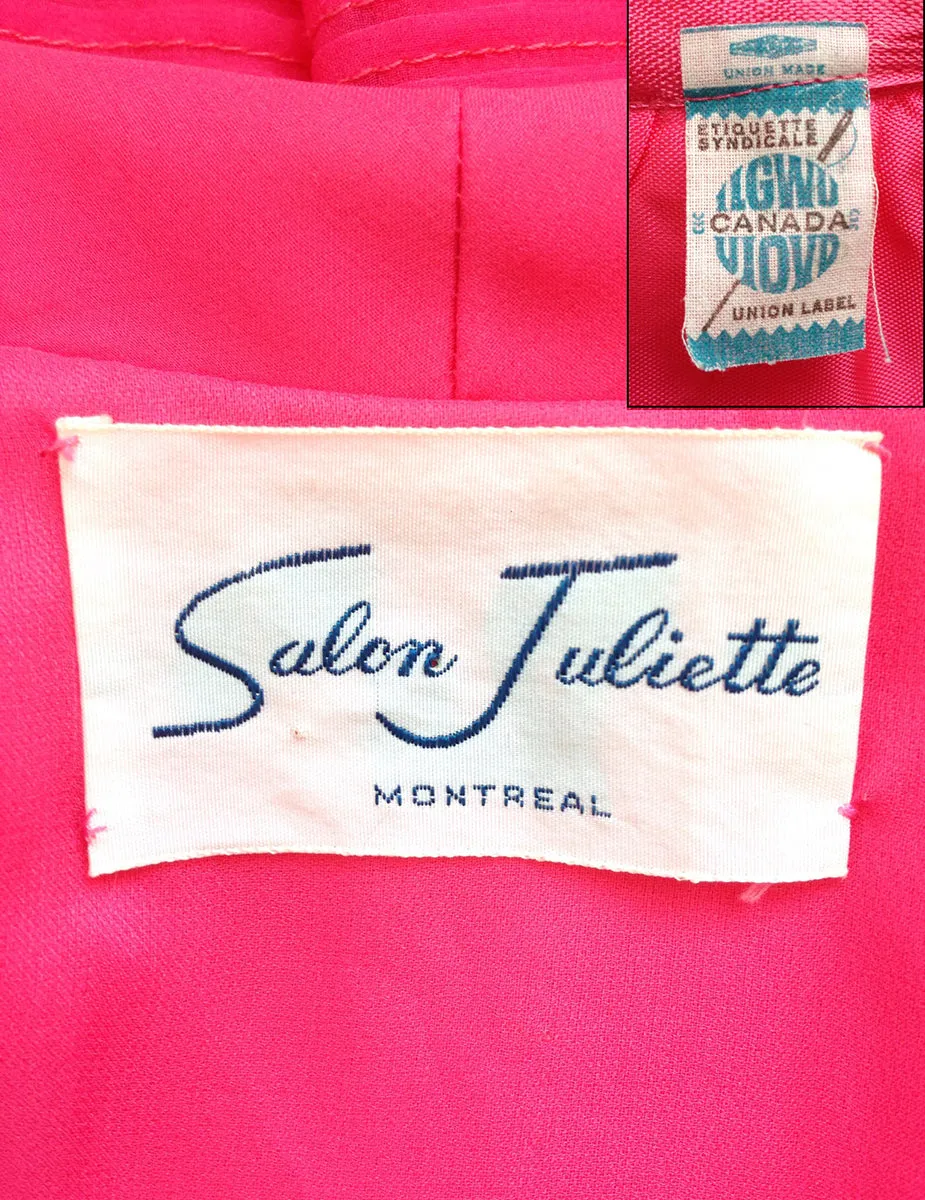 UNION MADE
ETIQUETTE
SYNDICALE
ILGWU
CANADA
UIOVD
UNION LABEL
Salon Juliette
MONTREAL